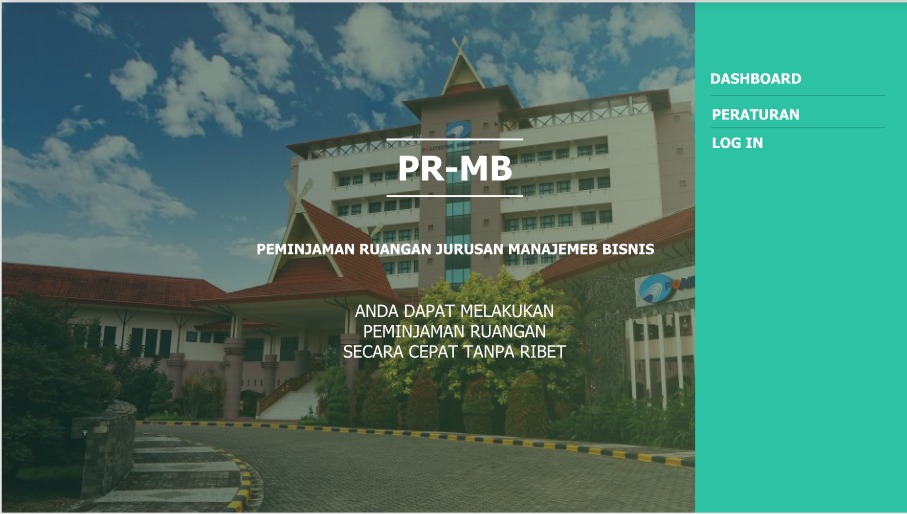 DASHBOARD
PERATURAN
LOG IN
PR-MB
PEMINJAMAN RUANGAN JURUSAN MANAJEMEB BISNIS
ANDA DAPAT MELAKUKAN
PEMINJAMAN RUANGAN
SECARA CEPAT TANPA RIBET